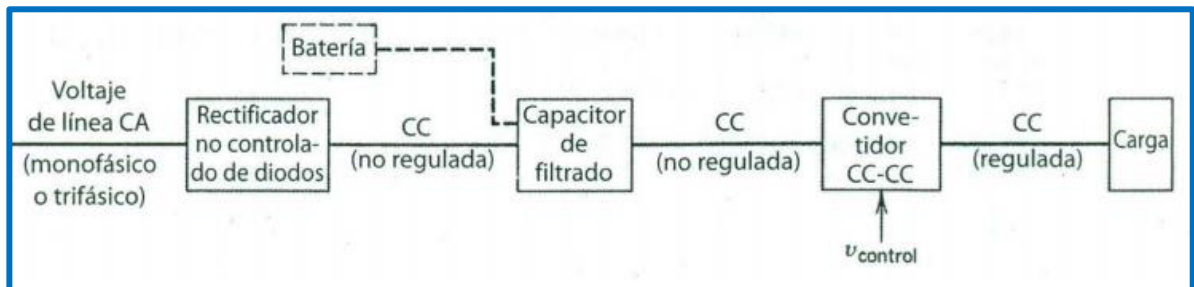 Batería
Voltaje
de línea CA
(monofásico
o trifásico)
Rectificador
no controla-
do de diodos
CC
(no regulada)
Capacitor
de
filtrado
CC
(no regulada)
Conve-
tidor
CC-CC
CC
(regulada)
Carga
υcontrol